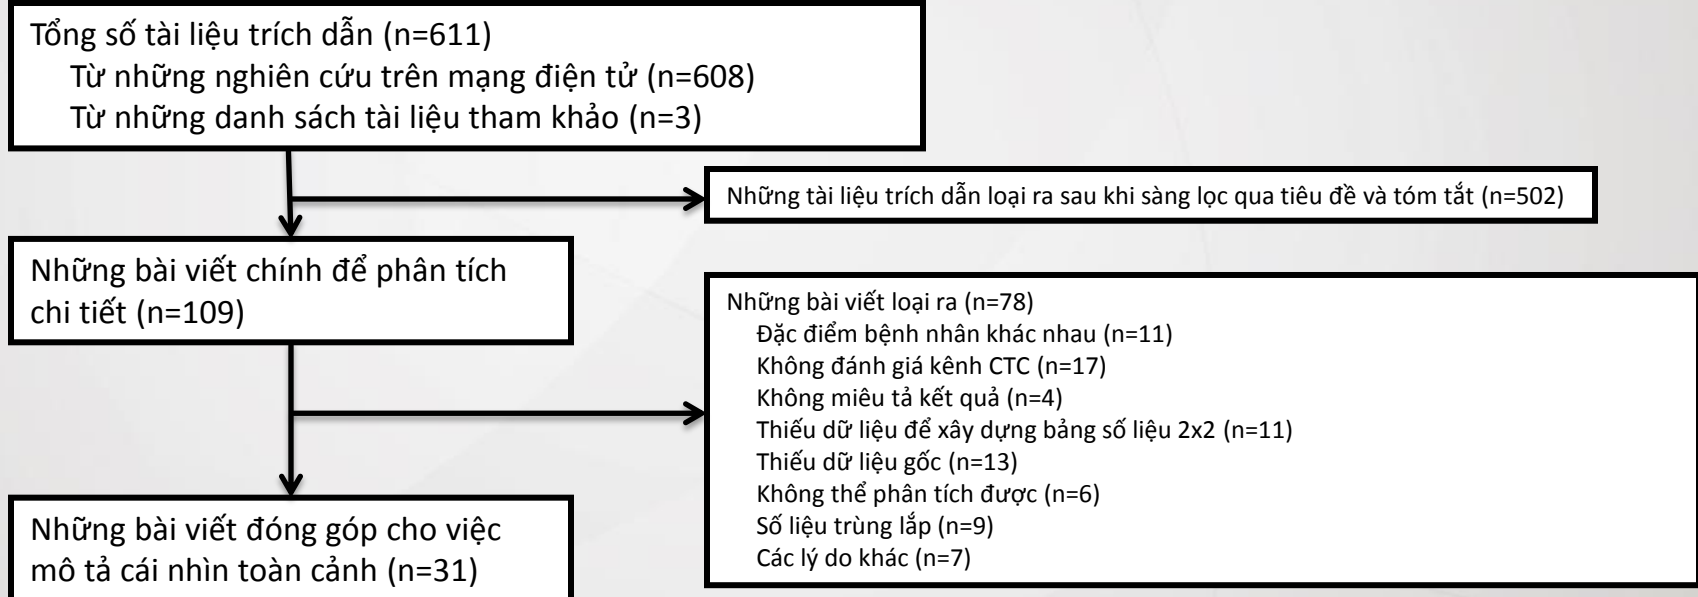 Tổng số tài liệu trích dẫn (n=611)
Từ những nghiên cứu trên mạng điện tử (n=608)
Từ những danh sách tài liệu tham khảo (n=3)
Những tài liệu trích dẫn loại ra sau khi sàng lọc qua tiêu đề và tóm tắt (n=502)
Những bài viết chính để phân tích
chi tiết (n=109)
Những bài viết loại ra (n=78)
Đặc điểm bệnh nhân khác nhau (n=11)
Không đánh giá kênh CTC (n=17)
Không miêu tả kết quả (n=4)
Thiếu dữ liệu để xây dựng bảng số liệu 2x2 (n=11)
Thiếu dữ liệu gốc (n=13)
Không thể phân tích được (n=6)
Số liệu trùng lắp (n=9)
Các lý do khác (n=7)
Những bài viết đóng góp cho việc
mô tả cái nhìn toàn cảnh (n=31)